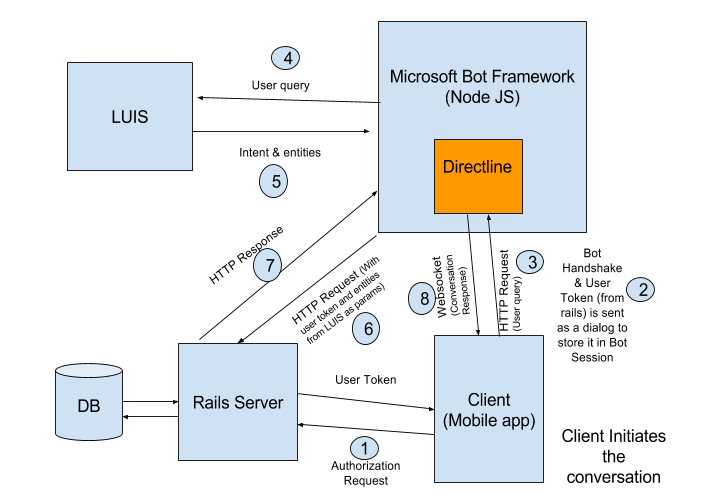 4
User query
Microsoft Bot Framework
(Node JS)
LUIS
Directline
Intent & entities
5
HTTP Response
7
HTTP Request (With
user token and entities
from LUIS as params)
6
Websocket
(Conversation
Response)
8
HTTP Request
(User query)
3
Bot
Handshake
& User
Token (from
rails) is sent
as a dialog to
store it in Bot
Session
2
DB
Rails Server
User Token
Client
(Mobile app)
1
Authorization
Request
Client Initiates
the
conversation